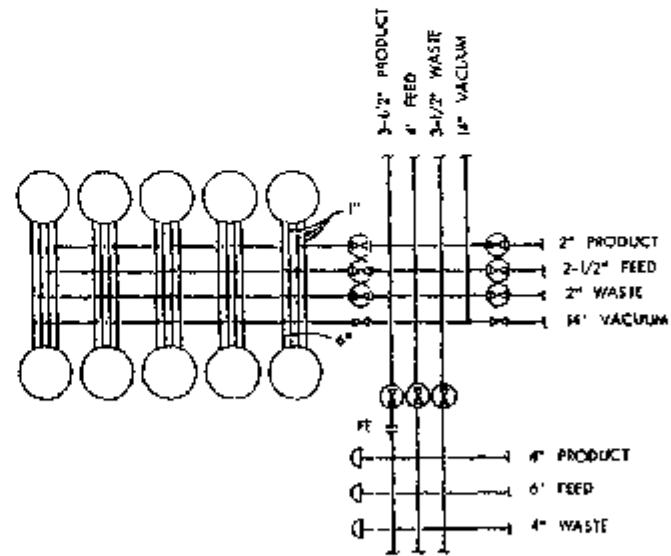 3-1/2" PRODUCT
4" FEED
3-1/2" WASTE
14" VACUUM
1"
2" PRODUCT
2-1/2" FEED
2" WASTE
14" VACUUM
6"
FE
4" PRODUCT
6" FEED
4" WASTE